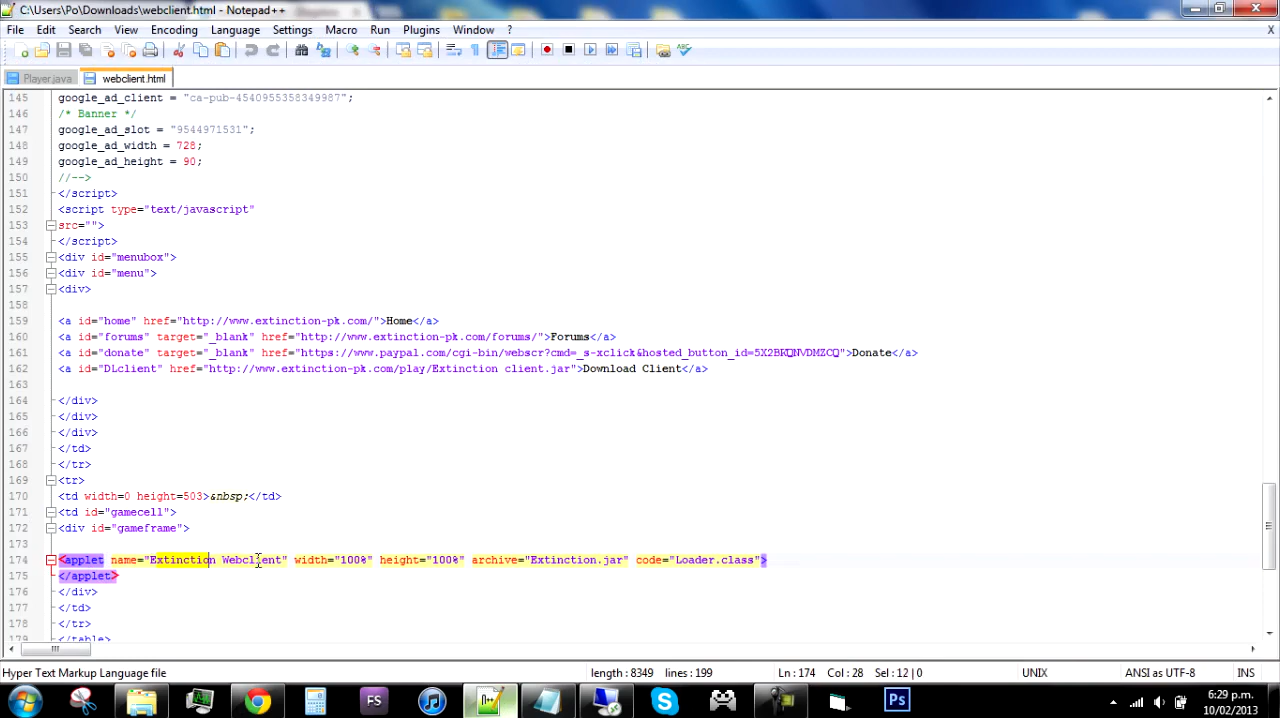 C:\Users\Po\Downloads\webclient.html - Notepad++
File Edit Search View Encoding Language Settings Macro Run Plugins Window ? X
Player.java webclient.html
145 google_ad_client = "ca-pub-4540955358349987";
146 /* Banner */
147 google_ad_slot = "9544971531";
148 google_ad_width = 728;
149 google_ad_height = 90;
150 //-->
151 </script>
152 <script type="text/javascript"
153 src="">
154 </script>
155 <div id="menubox">
156 <div id="menu">
157 <div>
158
159 <a id="home" href="http://www.extinction-pk.com/">Home</a>
160 <a id="forums" target="_blank" href="http://www.extinction-pk.com/forums/">Forums</a>
161 <a id="donate" target="_blank" href="https://www.paypal.com/cgi-bin/webscr?cmd=_s-xclick&hosted_button_id=5X2BKQNVDMZCQ">Donate</a>
162 <a id="DLclient" href="http://www.extinction-pk.com/play/Extinction client.jar">Download Client</a>
163
164 </div>
165 </div>
166 </div>
167 </td>
168 </tr>
169 <tr>
170 <td width=0 height=503>&nbsp;</td>
171 <td id="gamecell">
172 <div id="gameframe">
173
174 <applet name="Extinction Webclient" width="100%" height="100%" archive="Extinction.jar" code="Loader.class">
175 </applet>
176 </div>
177 </td>
178 </tr>
179 </table>
Hyper Text Markup Language file length : 8349 lines : 199 Ln : 174 Col : 28 Sel : 12 | 0 UNIX ANSI as UTF-8 INS
FS Ps 6:29 p.m.
10/02/2013